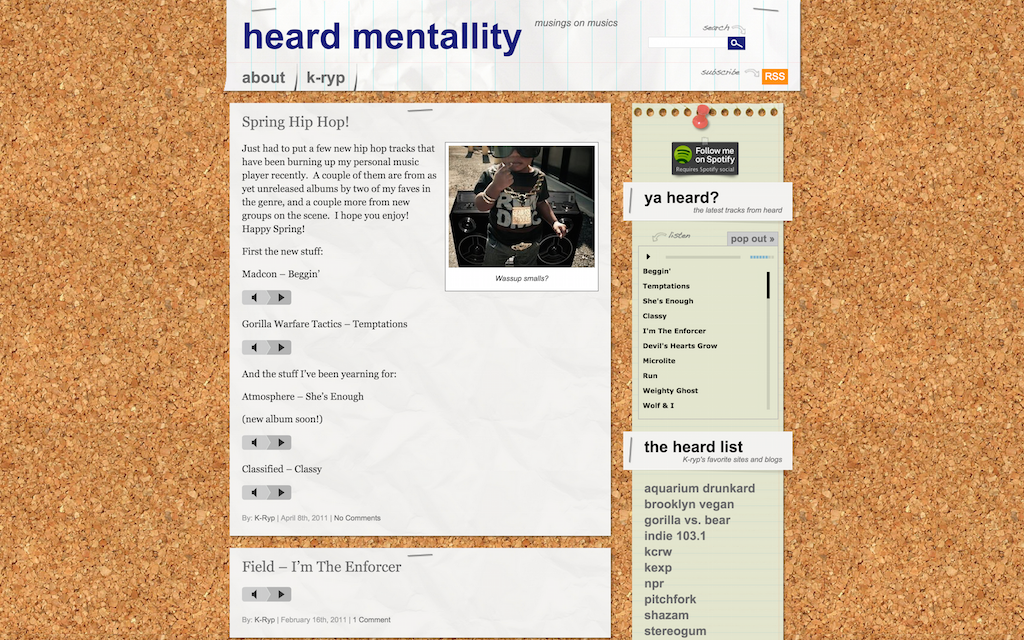 heard mentallity
musings on musics
search
subscribe
RSS
about
k-ryp
Spring Hip Hop!
Just had to put a few new hip hop tracks that
have been burning up my personal music
player recently. A couple of them are from as
yet unreleased albums by two of my faves in
the genre, and a couple more from new
groups on the scene. I hope you enjoy!
Happy Spring!
Wassup smalls?
First the new stuff:
Madcon – Beggin'
Gorilla Warfare Tactics – Temptations
And the stuff I've been yearning for:
Atmosphere – She's Enough
(new album soon!)
Classified – Classy
By: K-Ryp | April 8th, 2011 | No Comments
Field – I'm The Enforcer
By: K-Ryp | February 16th, 2011 | 1 Comment
Follow me
on Spotify
Requires Spotify social
ya heard?
the latest tracks from heard
listen
pop out »
Beggin'
Temptations
She's Enough
Classy
I'm The Enforcer
Devil's Hearts Grow
Microlite
Run
Weighty Ghost
Wolf & I
the heard list
K-ryp's favorite sites and blogs
aquarium drunkard
brooklyn vegan
gorilla vs. bear
indie 103.1
kcrw
kexp
npr
pitchfork
shazam
stereogum